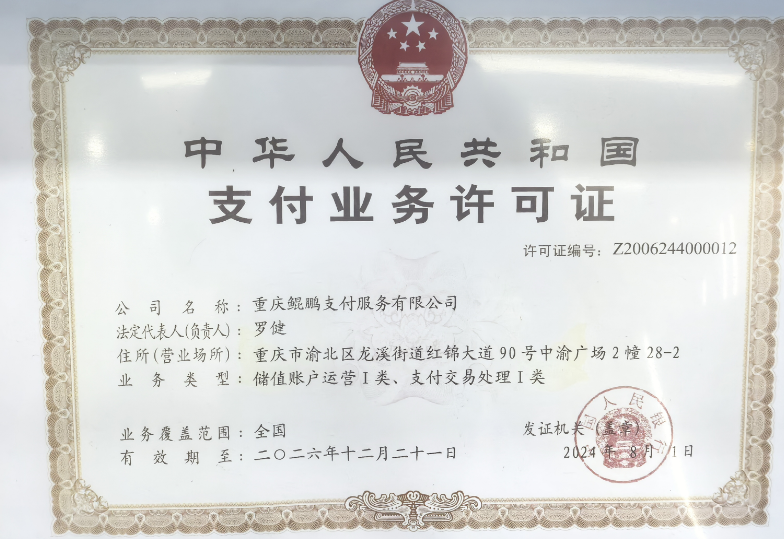 中华人民共和国
支付业务许可证
许可证编号：Z2006244000012
公司名称：重庆鲲鹏支付服务有限公司
法定代表人(负责人)：罗健
住所(营业场所)：重庆市渝北区龙溪街道红锦大道90号中渝广场2幢28-2
业务类型：储值账户运营Ⅰ类、支付交易处理Ⅰ类
业务覆盖范围：全国
发证机关（盖章）
有效期至：二〇二六年十二月二十一日
2024年8月1日
国人民银行